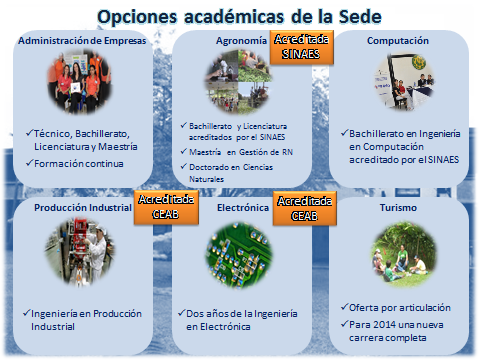 Opciones académicas de la Sede
Administración de Empresas
✓Técnico, Bachillerato,
Licenciatura y Maestría
✓Formación continua
Agronomía
Acreditada
SINAES
✓Bachillerato y Licenciatura
acreditados por el SINAES
✓Maestría en Gestión de RN
✓Doctorado en Ciencias
Naturales
Computación
✓Bachillerato en Ingeniería
en Computación
acreditado por el SINAES
Producción Industrial
Acreditada
CEAB
✓Ingeniería en Producción
Industrial
Electrónica
Acreditada
CEAB
✓Dos años de la Ingeniería
en Electrónica
Turismo
✓Oferta por articulación
✓Para 2014 una nueva
carrera completa